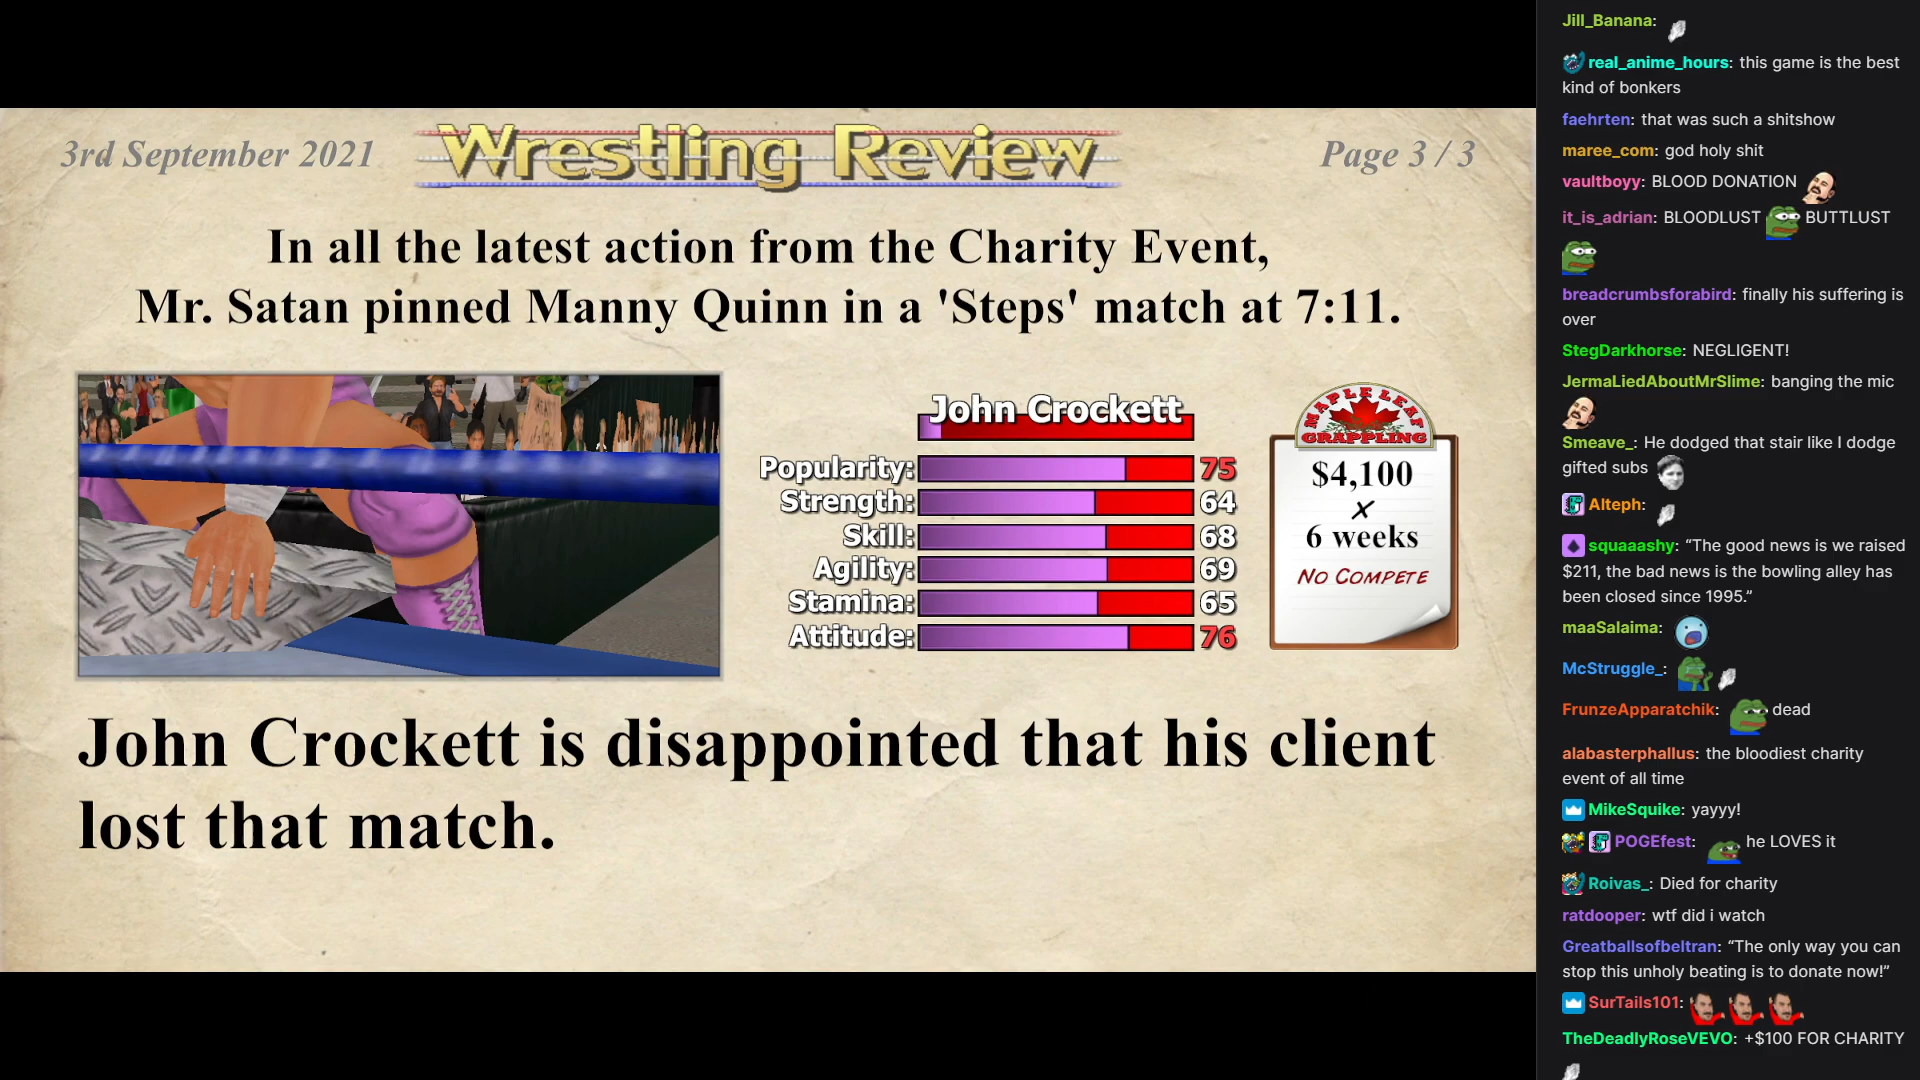 3rd September 2021
Wrestling Review
Page 3 / 3
In all the latest action from the Charity Event,
Mr. Satan pinned Manny Quinn in a 'Steps' match at 7:11.
John Crockett
Popularity: 75
Strength: 64
Skill: 68
Agility: 69
Stamina: 65
Attitude: 76
MAPLE LEAF
GRAPPLING
$4,100
x
6 weeks
NO COMPETE
John Crockett is disappointed that his client
lost that match.
Jill_Banana:
real_anime_hours: this game is the best
kind of bonkers
faehrten: that was such a shitshow
maree_com: god holy shit
vaultboyy: BLOOD DONATION
it_is_adrian: BLOODLUST BUTTLUST
breadcrumbsforabird: finally his suffering is
over
StegDarkhorse: NEGLIGENT!
JermaLiedAboutMrSlime: banging the mic
Smeave_: He dodged that stair like I dodge
gifted subs
Alteph:
squaaashy: “The good news is we raised
$211, the bad news is the bowling alley has
been closed since 1995.”
maaSalaima:
McStruggle_:
FrunzeApparatchik: dead
alabasterphallus: the bloodiest charity
event of all time
MikeSquike: yayyy!
POGEfest: he LOVES it
Roivas_: Died for charity
ratdooper: wtf did i watch
Greatballsofbeltran: “The only way you can
stop this unholy beating is to donate now!”
SurTails101:
TheDeadlyRoseVEVO: +$100 FOR CHARITY